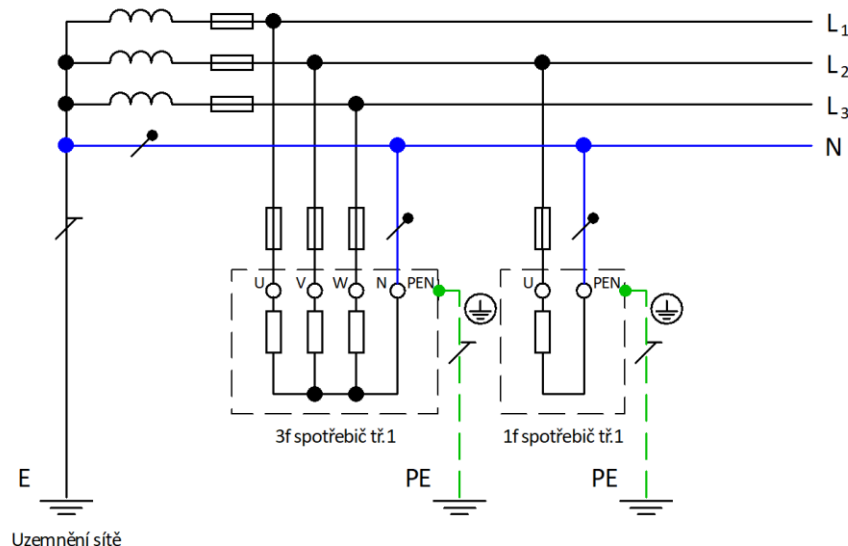 L1
L2
L3
N
U V W N PEN U PEN
3f spotřebič tř.1 1f spotřebič tř.1
E PE PE
Uzemnění sítě